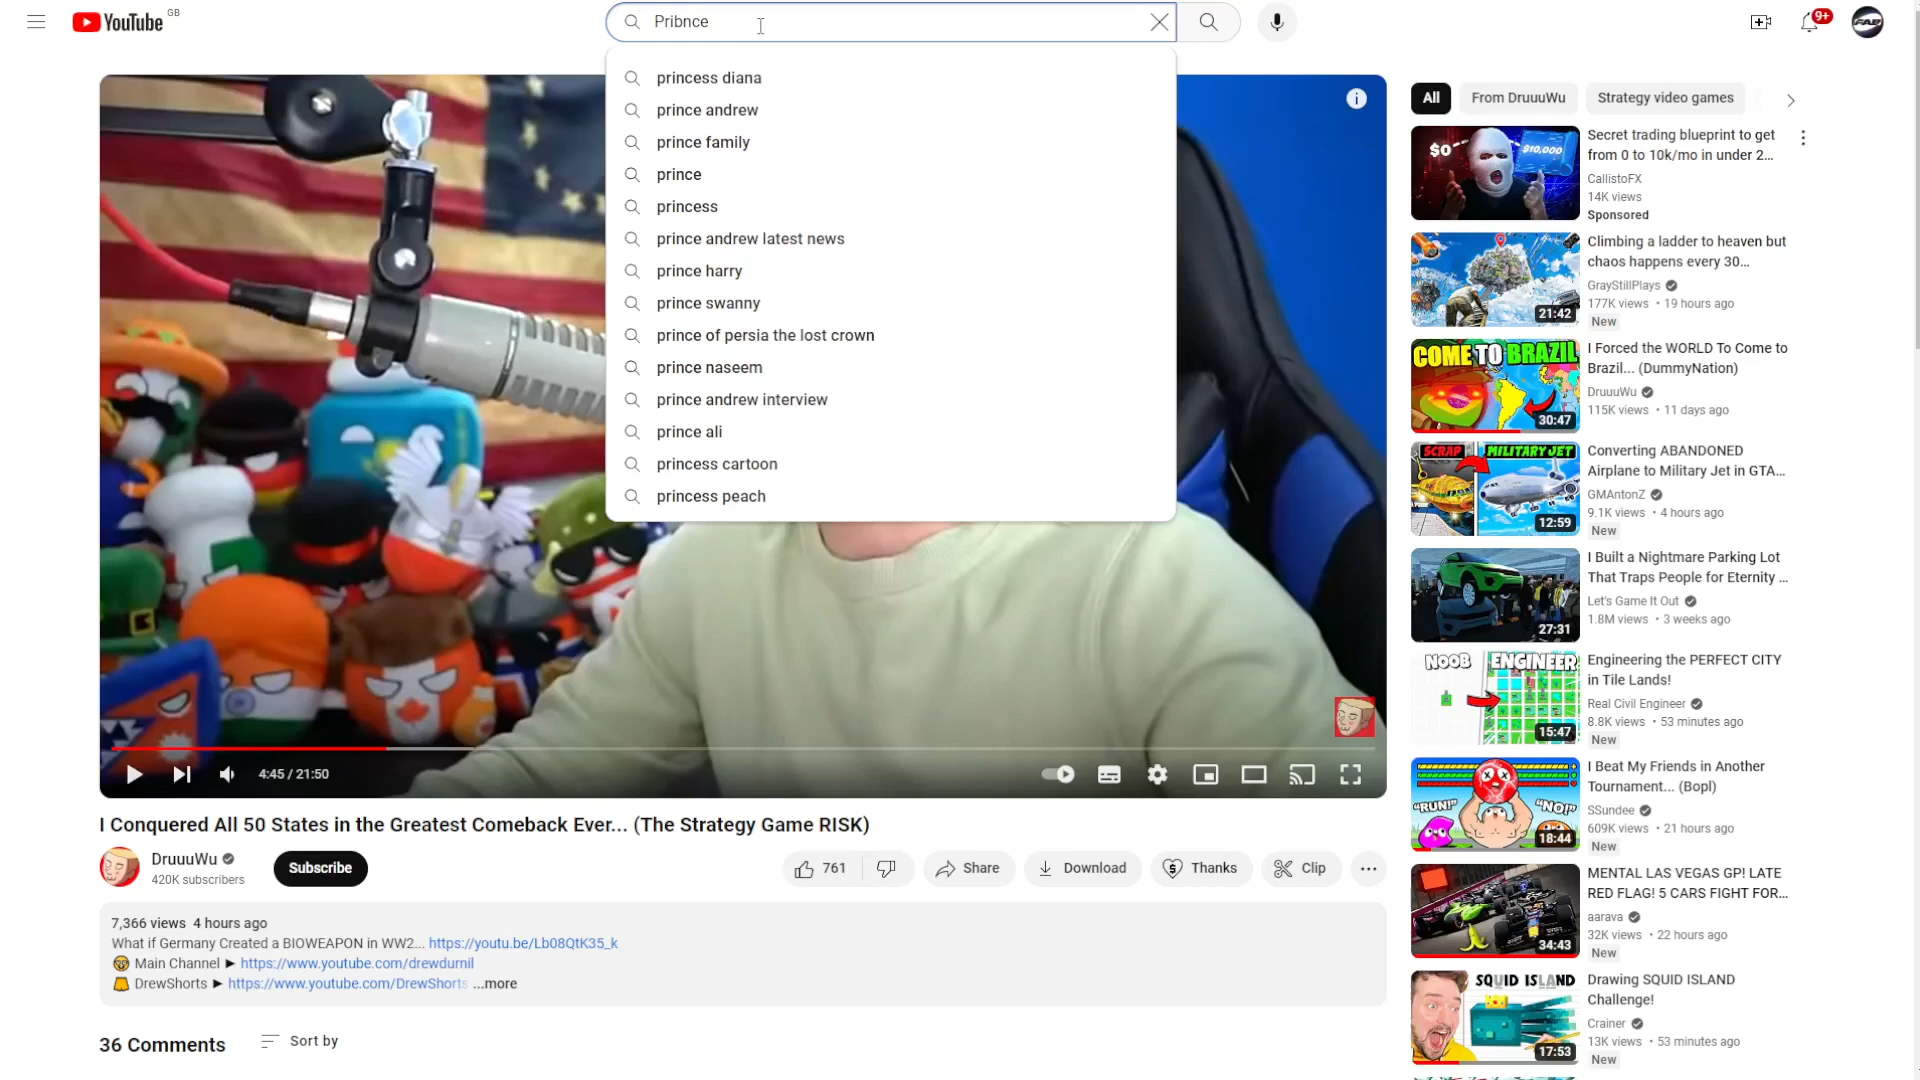 YouTube GB
Pribnce
9+
FAB
princess diana
prince andrew
prince family
prince
princess
prince andrew latest news
prince harry
prince swanny
prince of persia the lost crown
prince naseem
prince andrew interview
prince ali
princess cartoon
princess peach
4:45 / 21:50
I Conquered All 50 States in the Greatest Comeback Ever... (The Strategy Game RISK)
DruuuWu
420K subscribers
Subscribe
761
Share
Download
Thanks
Clip
7,366 views 4 hours ago
What if Germany Created a BIOWEAPON in WW2... https://youtu.be/Lb08QtK35_k
Main Channel ► https://www.youtube.com/drewdurnil
DrewShorts ► https://www.youtube.com/DrewShorts ...more
36 Comments
Sort by
All
From DruuuWu
Strategy video games
$0
$10,000
Secret trading blueprint to get
from 0 to 10k/mo in under 2...
CallistoFX
14K views
Sponsored
21:42
Climbing a ladder to heaven but
chaos happens every 30...
GrayStillPlays
177K views • 19 hours ago
New
COME TO BRAZIL
30:47
I Forced the WORLD To Come to
Brazil... (DummyNation)
DruuuWu
115K views • 11 days ago
SCRAP
MILITARY JET
12:59
Converting ABANDONED
Airplane to Military Jet in GTA...
GMAntonZ
9.1K views • 4 hours ago
New
27:31
I Built a Nightmare Parking Lot
That Traps People for Eternity ...
Let's Game It Out
1.8M views • 3 weeks ago
NOOB
ENGINEER
15:47
Engineering the PERFECT CITY
in Tile Lands!
Real Civil Engineer
8.8K views • 53 minutes ago
New
"RUN!"
"NO!"
18:44
I Beat My Friends in Another
Tournament... (Bopl)
SSundee
609K views • 21 hours ago
New
34:43
MENTAL LAS VEGAS GP! LATE
RED FLAG! 5 CARS FIGHT FOR...
aarava
32K views • 22 hours ago
New
SQUID ISLAND
17:53
Drawing SQUID ISLAND
Challenge!
Crainer
13K views • 53 minutes ago
New